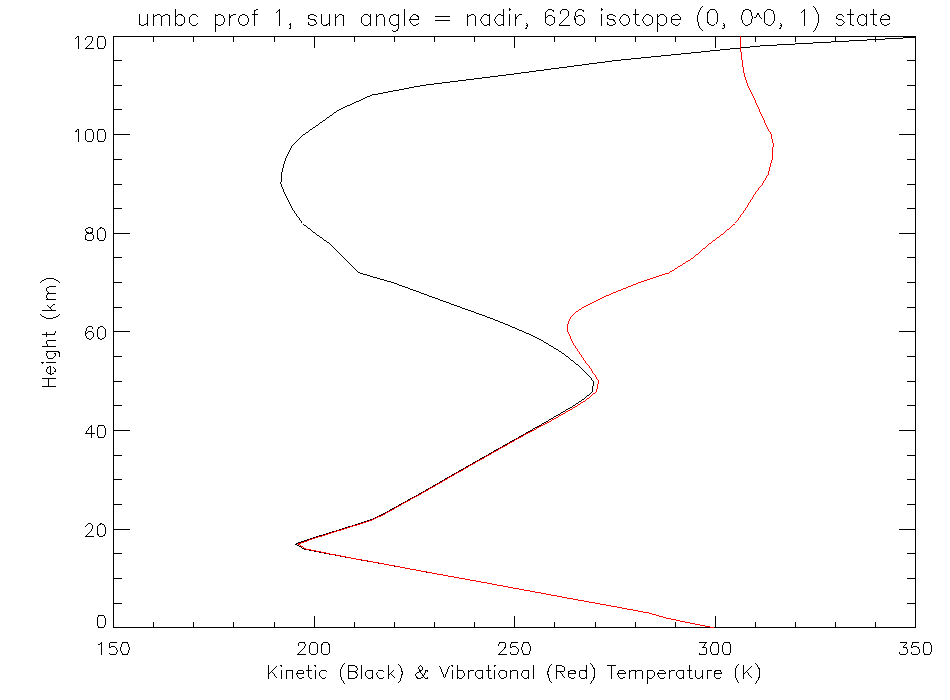 umbc prof 1, sun angle = nadir, 626 isotope (0, 0^0, 1) state
120
100
80
60
40
20
0
Height (km)
150 200 250 300 350
Kinetic (Black) & Vibrational (Red) Temperature (K)